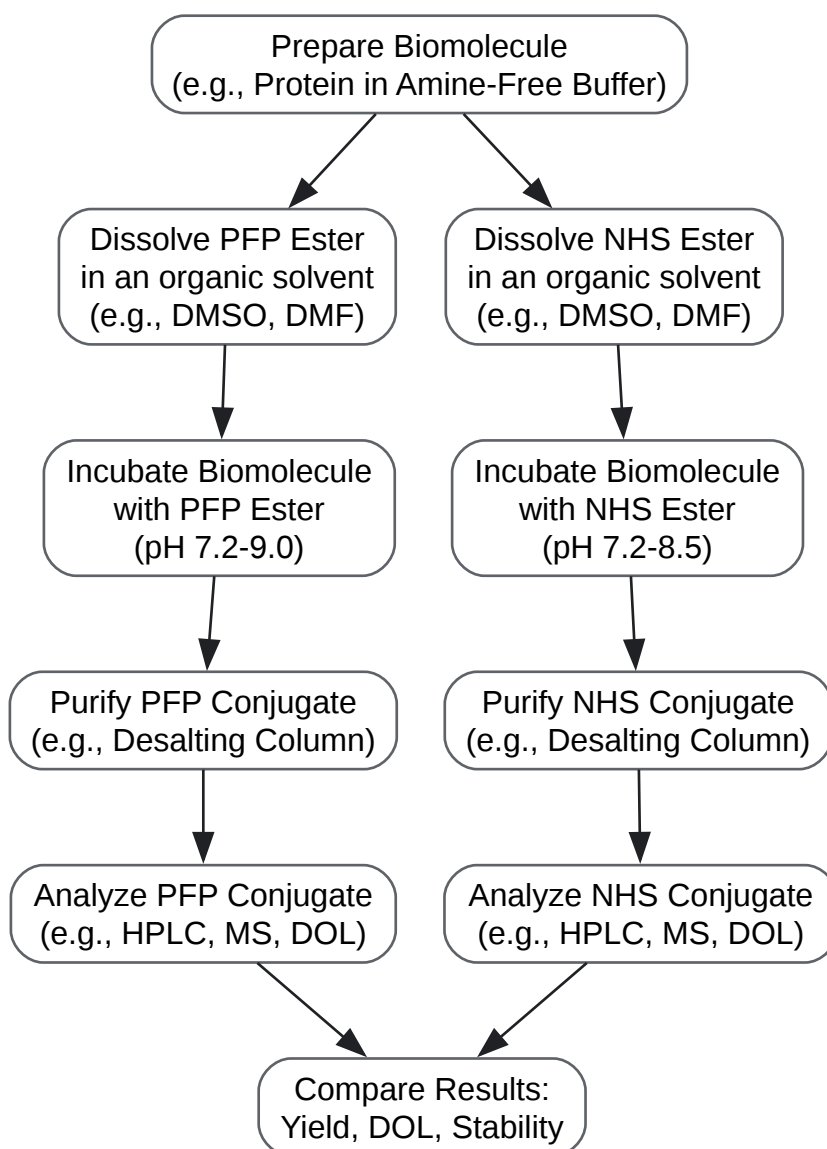 Prepare Biomolecule
(e.g., Protein in Amine-Free Buffer)
Dissolve PFP Ester
in an organic solvent
(e.g., DMSO, DMF)
Dissolve NHS Ester
in an organic solvent
(e.g., DMSO, DMF)
Incubate Biomolecule
with PFP Ester
(pH 7.2-9.0)
Incubate Biomolecule
with NHS Ester
(pH 7.2-8.5)
Purify PFP Conjugate
(e.g., Desalting Column)
Purify NHS Conjugate
(e.g., Desalting Column)
Analyze PFP Conjugate
(e.g., HPLC, MS, DOL)
Analyze NHS Conjugate
(e.g., HPLC, MS, DOL)
Compare Results:
Yield, DOL, Stability